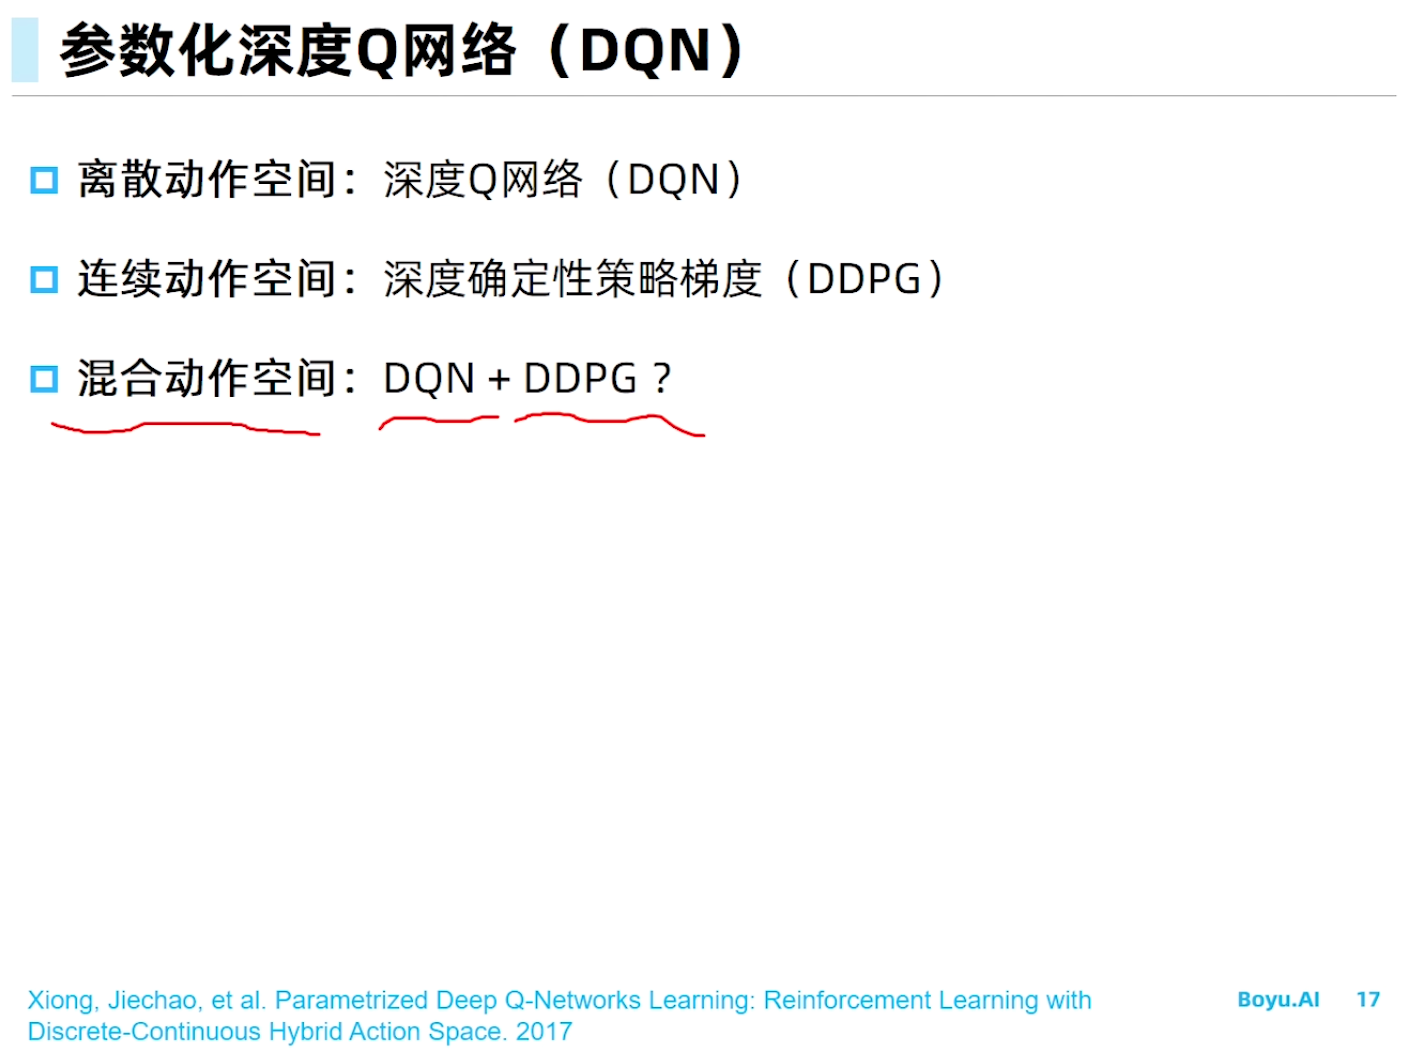 参数化深度Q网络（DQN）
离散动作空间：深度Q网络（DQN）
连续动作空间：深度确定性策略梯度（DDPG）
混合动作空间：DQN + DDPG？
Xiong, Jiechao, et al. Parametrized Deep Q-Networks Learning: Reinforcement Learning with
Discrete-Continuous Hybrid Action Space. 2017
Boyu.AI 17